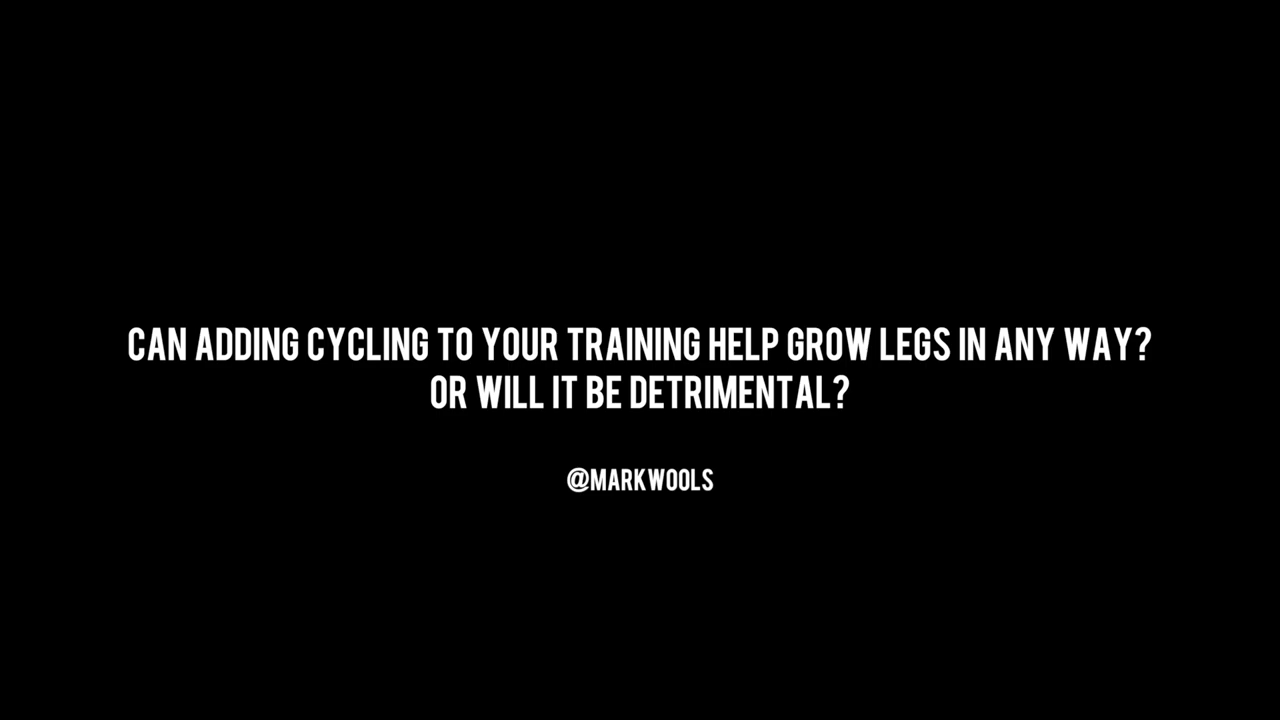 CAN ADDING CYCLING TO YOUR TRAINING HELP GROW LEGS IN ANY WAY?
OR WILL IT BE DETRIMENTAL?
@MARKWOOLS